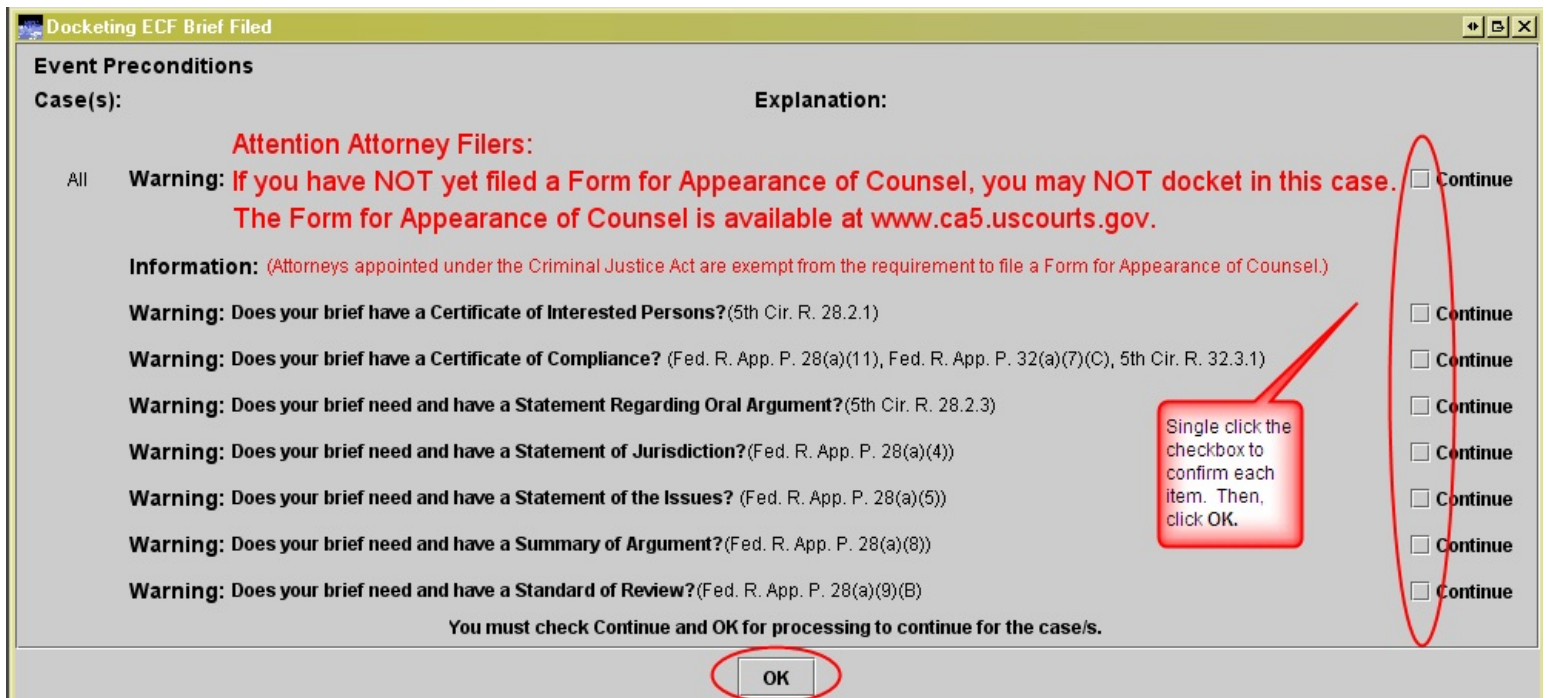 Docketing ECF Brief Filed
Event Preconditions
Case(s): Explanation:
Attention Attorney Filers:
All Warning: If you have NOT yet filed a Form for Appearance of Counsel, you may NOT docket in this case. Continue
The Form for Appearance of Counsel is available at www.ca5.uscourts.gov.
Information: (Attorneys appointed under the Criminal Justice Act are exempt from the requirement to file a Form for Appearance of Counsel.)
Warning: Does your brief have a Certificate of Interested Persons?(5th Cir. R. 28.2.1) Continue
Warning: Does your brief have a Certificate of Compliance? (Fed. R. App. P. 28(a)(11), Fed. R. App. P. 32(a)(7)(C), 5th Cir. R. 32.3.1) Continue
Warning: Does your brief need and have a Statement Regarding Oral Argument?(5th Cir. R. 28.2.3) Continue
Warning: Does your brief need and have a Statement of Jurisdiction?(Fed. R. App. P. 28(a)(4)) Continue
Warning: Does your brief need and have a Statement of the Issues? (Fed. R. App. P. 28(a)(5)) Continue
Warning: Does your brief need and have a Summary of Argument?(Fed. R. App. P. 28(a)(8)) Continue
Warning: Does your brief need and have a Standard of Review?(Fed. R. App. P. 28(a)(9)(B) Continue
Single click the
checkbox to
confirm each
item. Then,
click OK.
You must check Continue and OK for processing to continue for the case/s.
OK